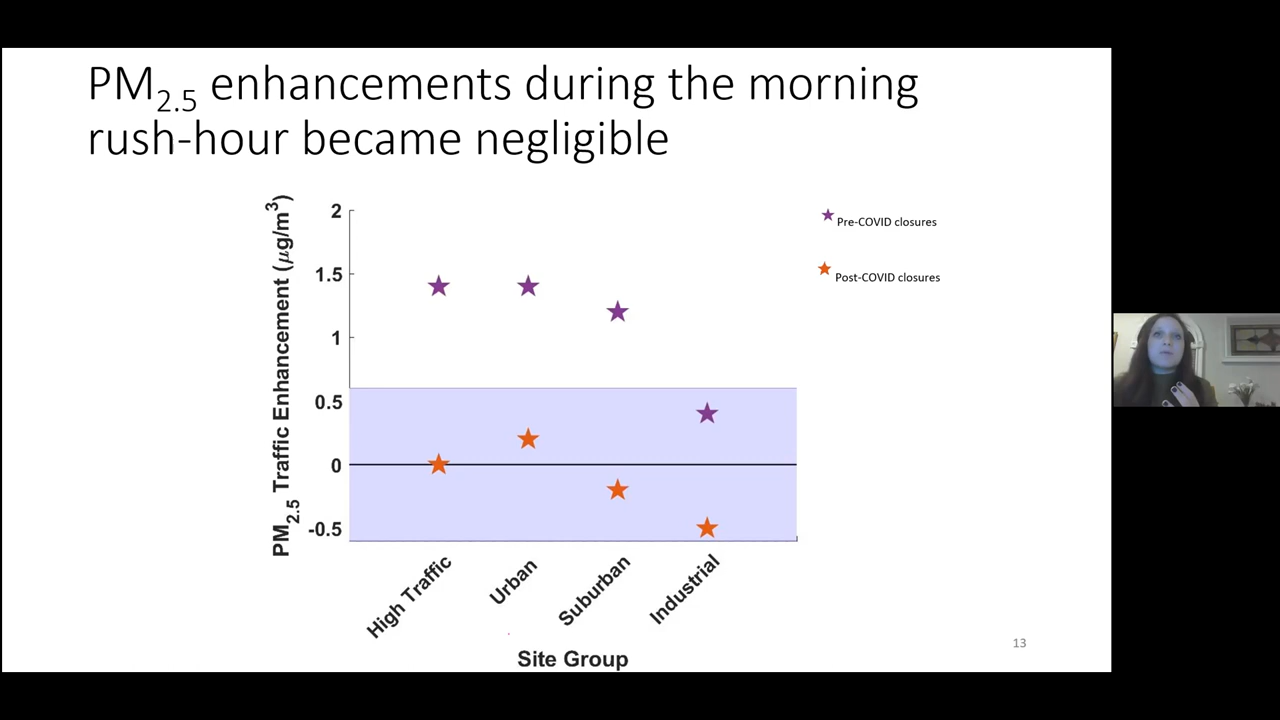 PM2.5 enhancements during the morning
rush-hour became negligible
PM2.5 Traffic Enhancement (μg/m3)
2
1.5
1
0.5
0
-0.5
High Traffic
Urban
Suburban
Industrial
Site Group
Pre-COVID closures
Post-COVID closures
13